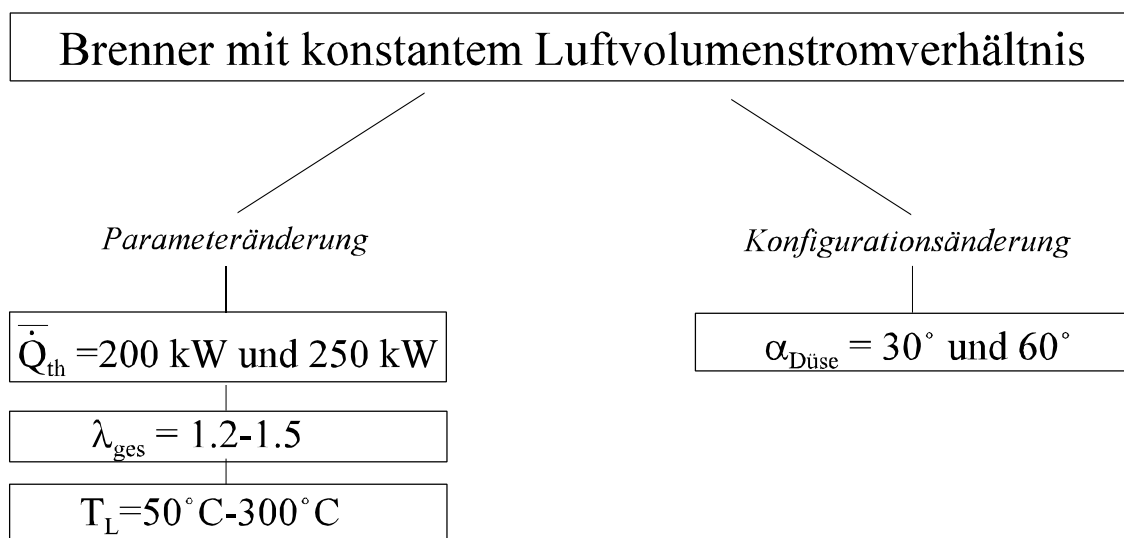 Brenner mit konstantem Luftvolumenstromverhältnis
Parameteränderung
Konfigurationsänderung
Q̇̅th =200 kW und 250 kW
αDüse = 30° und 60°
λges = 1.2-1.5
TL=50°C-300°C